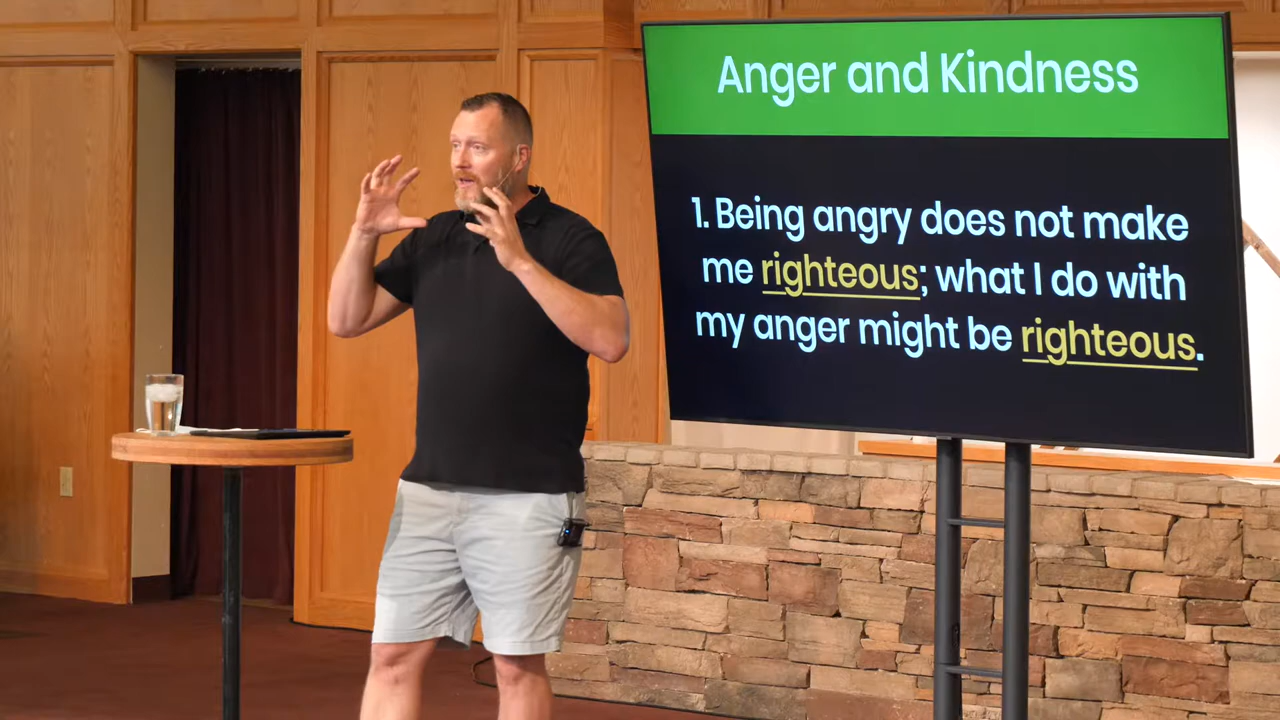 Anger and Kindness
1. Being angry does not make
me righteous; what I do with
my anger might be righteous.